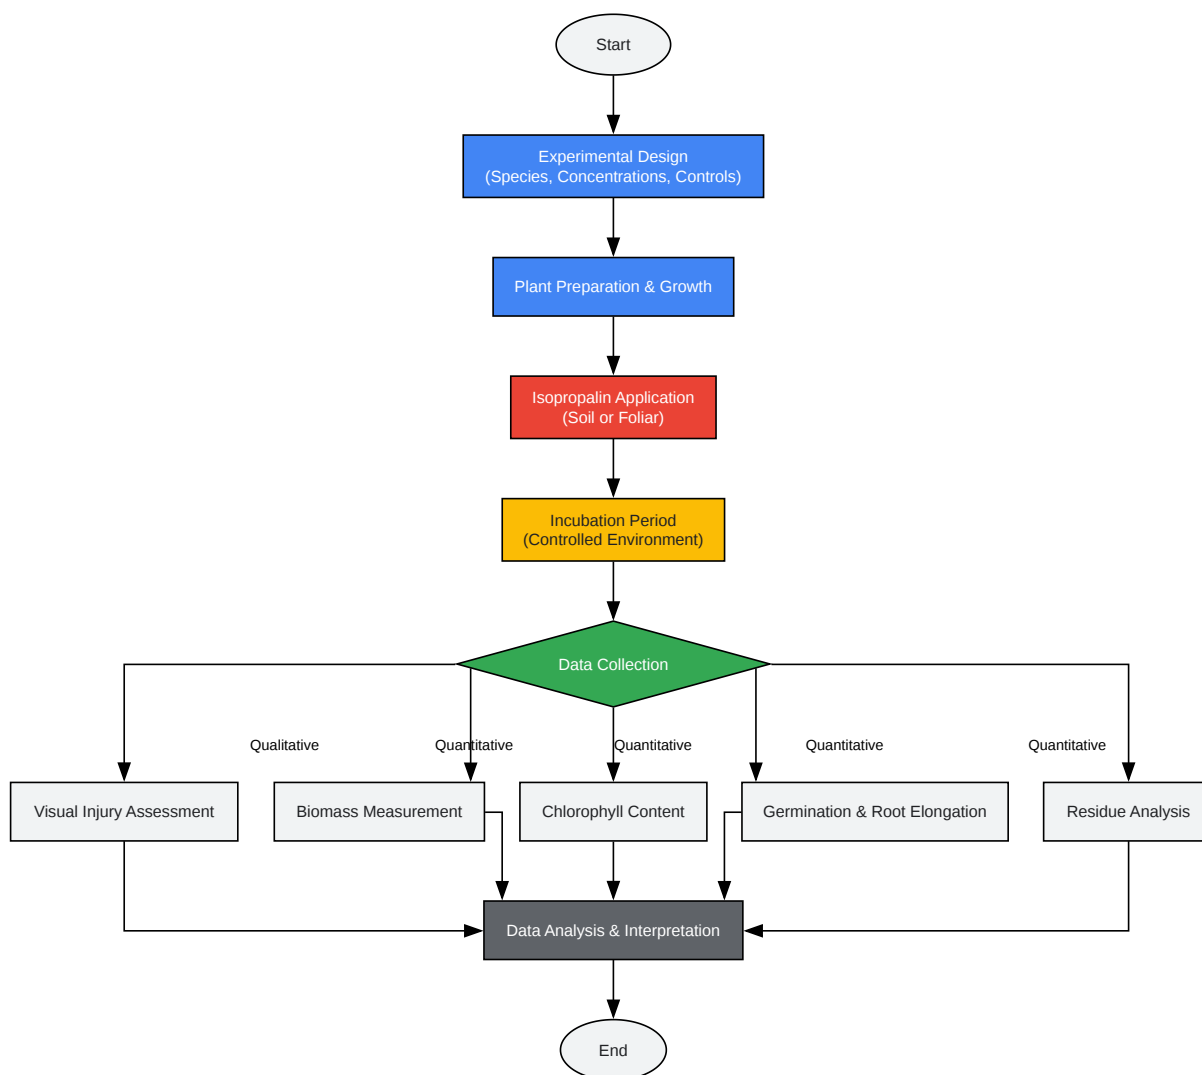 Start
Experimental Design
(Species, Concentrations, Controls)
Plant Preparation & Growth
Isopropalin Application
(Soil or Foliar)
Incubation Period
(Controlled Environment)
Data Collection
Qualitative
Quantitative
Quantitative
Quantitative
Quantitative
Visual Injury Assessment
Biomass Measurement
Chlorophyll Content
Germination & Root Elongation
Residue Analysis
Data Analysis & Interpretation
End